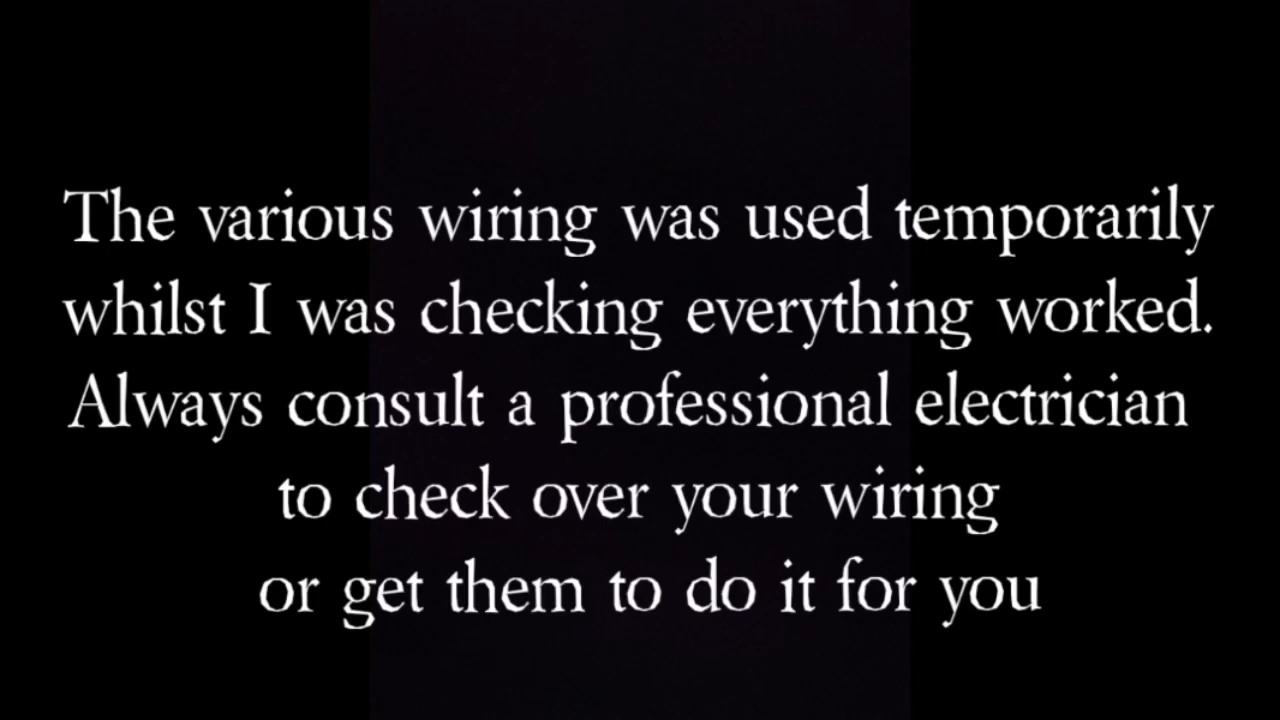 The various wiring was used temporarily
whilst I was checking everything worked.
Always consult a professional electrician
to check over your wiring
or get them to do it for you